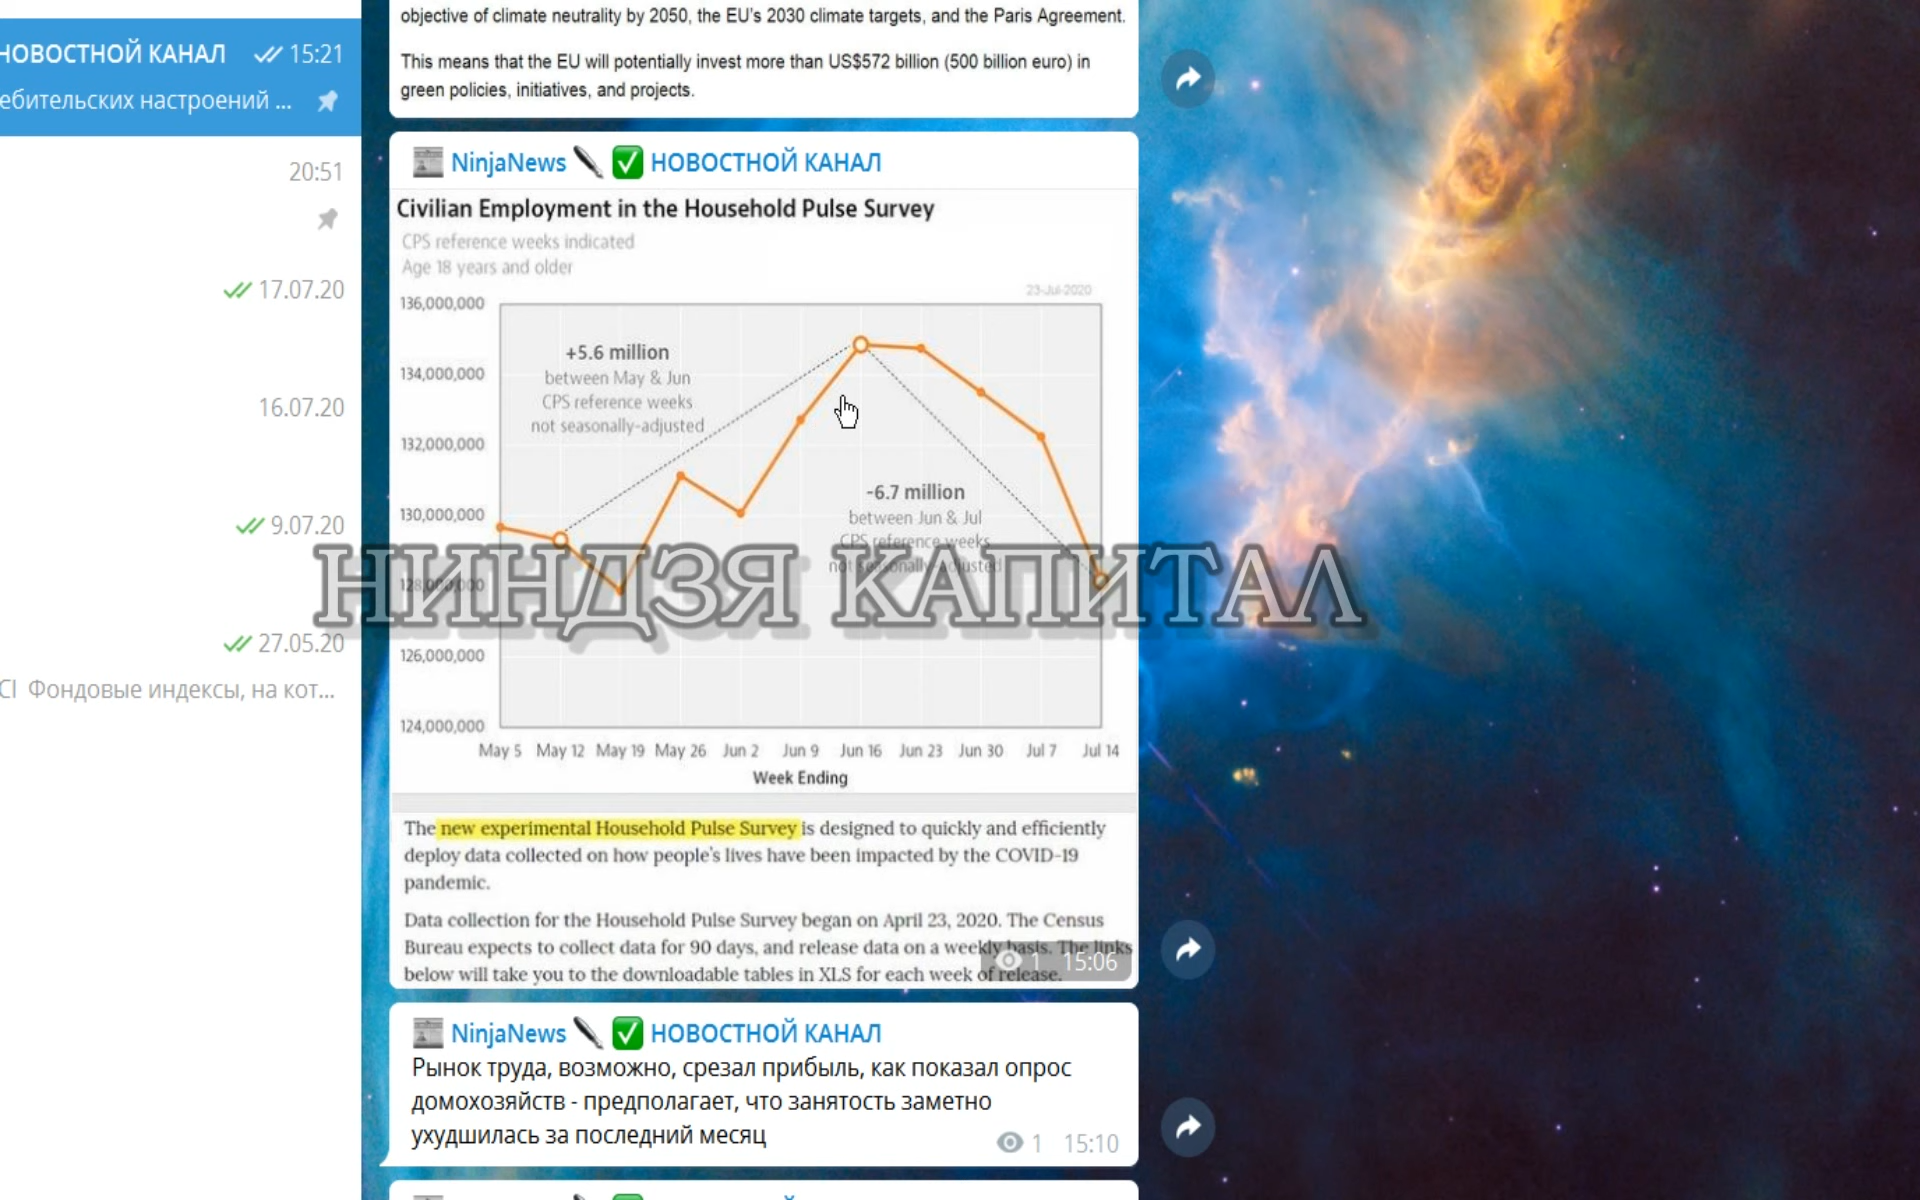 objective of climate neutrality by 2050, the EU's 2030 climate targets, and the Paris Agreement.
This means that the EU will potentially invest more than US$572 billion (500 billion euro) in
green policies, initiatives, and projects.
НОВОСТНОЙ КАНАЛ 15:21
ебительских настроений ...
20:51
17.07.20
16.07.20
9.07.20
27.05.20
CI Фондовые индексы, на кот...
NinjaNews НОВОСТНОЙ КАНАЛ
Civilian Employment in the Household Pulse Survey
CPS reference weeks indicated
Age 18 years and older
23-Jul-2020
136,000,000
134,000,000
132,000,000
130,000,000
128,000,000
126,000,000
124,000,000
+5.6 million
between May & Jun
CPS reference weeks
not seasonally-adjusted
-6.7 million
between Jun & Jul
CPS reference weeks
not seasonally-adjusted
НИНДЗЯ КАПИТАЛ
May 5 May 12 May 19 May 26 Jun 2 Jun 9 Jun 16 Jun 23 Jun 30 Jul 7 Jul 14
Week Ending
The new experimental Household Pulse Survey is designed to quickly and efficiently
deploy data collected on how people's lives have been impacted by the COVID-19
pandemic.
Data collection for the Household Pulse Survey began on April 23, 2020. The Census
Bureau expects to collect data for 90 days, and release data on a weekly basis. The links
below will take you to the downloadable tables in XLS for each week of release.
1 15:06
NinjaNews НОВОСТНОЙ КАНАЛ
Рынок труда, возможно, срезал прибыль, как показал опрос
домохозяйств - предполагает, что занятость заметно
ухудшилась за последний месяц
1 15:10